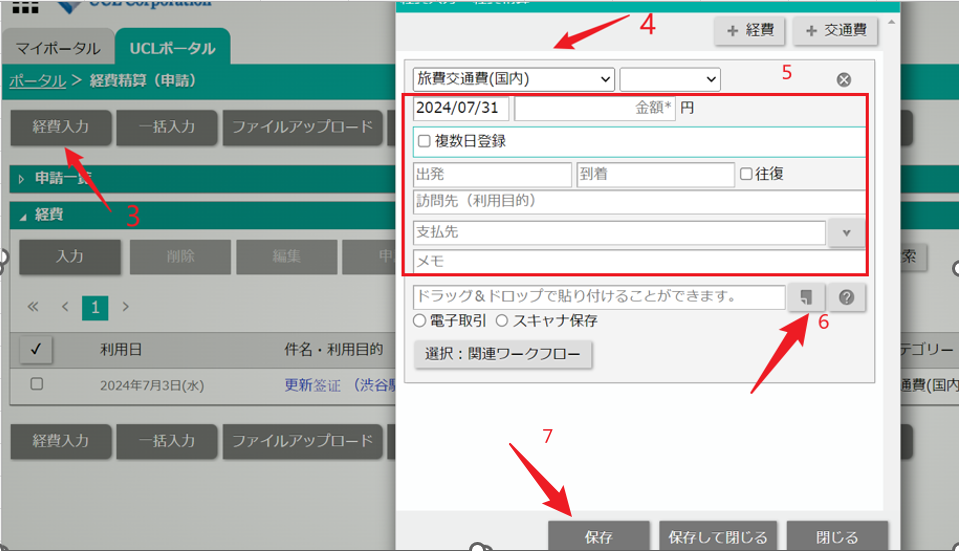 UCL Corporation
マイポータル
UCLポータル
ポータル > 経費精算（申請）
経費入力
一括入力
ファイルアップロード
3
申請一覧
経費
入力
削除
編集
申
索
« < 1 >
✓ 利用日 件名・利用目的 テゴリー
2024年7月3日(水) 更新签证 （渋谷 通費(国内
経費入力
一括入力
ファイルアップロード
4
+ 経費
+ 交通費
5
旅費交通費(国内)
2024/07/31 金額* 円
複数日登録
出発 到着 往復
訪問先（利用目的）
支払先
メモ
ドラッグ＆ドロップで貼り付けることができます。
電子取引 スキャナ保存
6
選択：関連ワークフロー
7
保存
保存して閉じる
閉じる